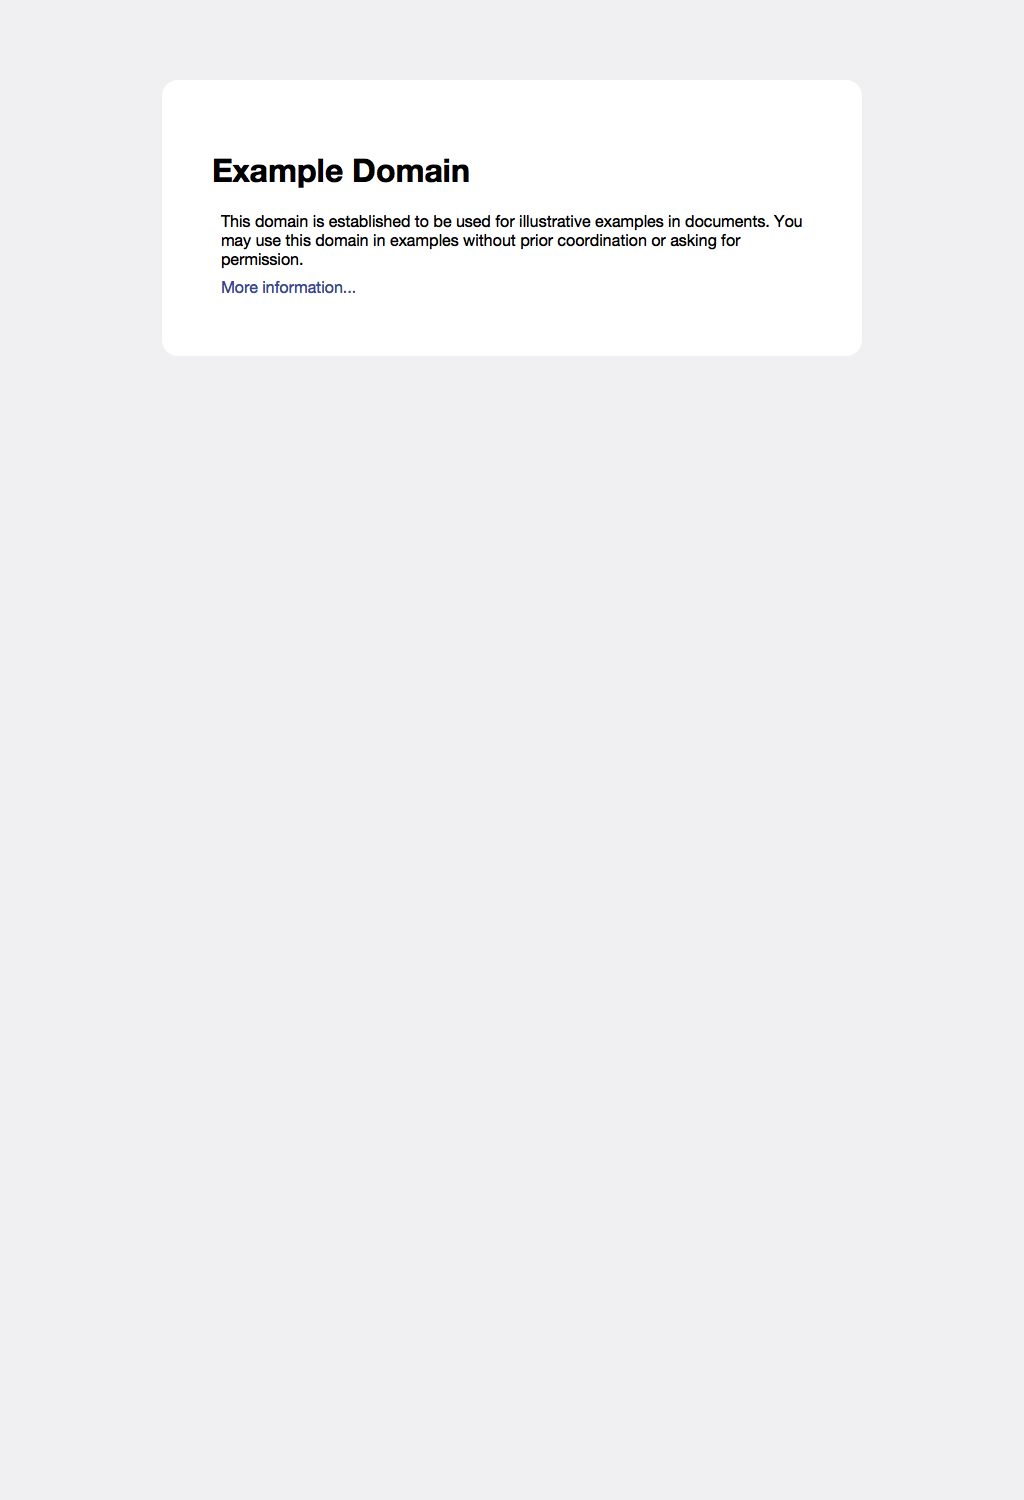 Example Domain
This domain is established to be used for illustrative examples in documents. You
may use this domain in examples without prior coordination or asking for
permission.
More information...